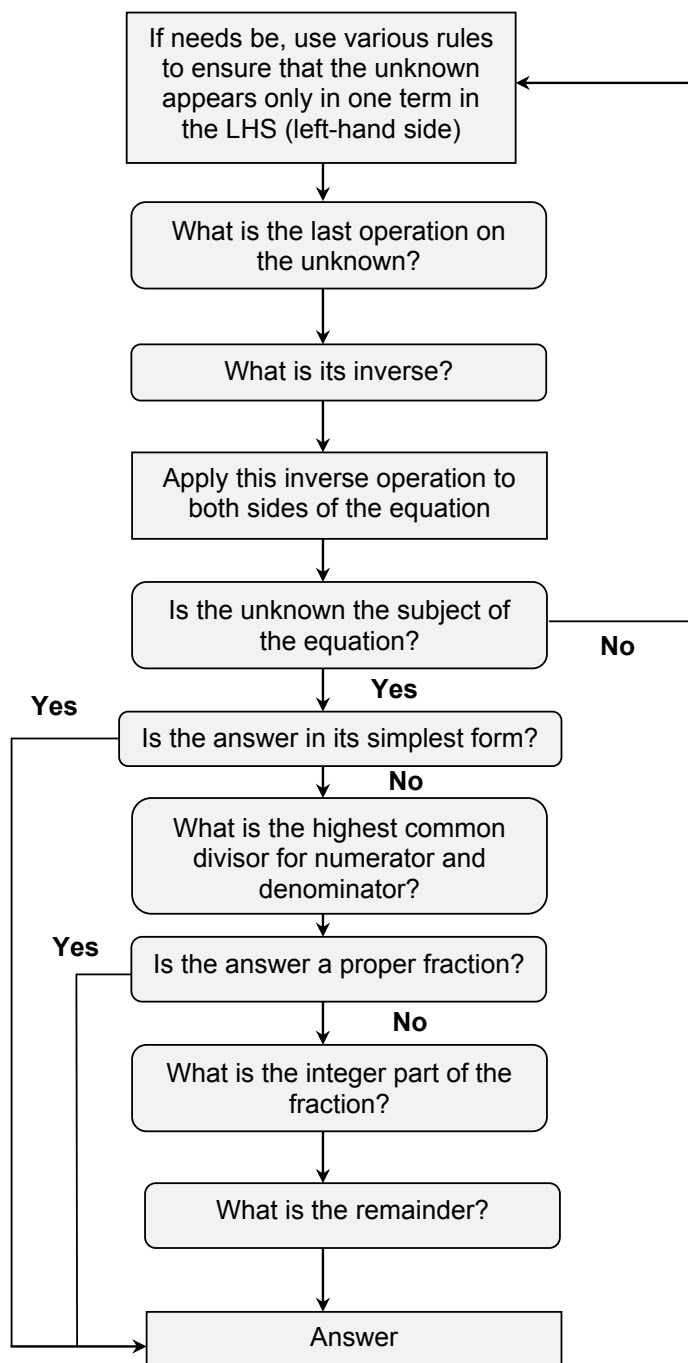 If needs be, use various rules
to ensure that the unknown
appears only in one term in
the LHS (left-hand side)
What is the last operation on
the unknown?
What is its inverse?
Apply this inverse operation to
both sides of the equation
Is the unknown the subject of
the equation?
No
Yes
Yes
Is the answer in its simplest form?
No
What is the highest common
divisor for numerator and
denominator?
Yes
Is the answer a proper fraction?
No
What is the integer part of the
fraction?
What is the remainder?
Answer